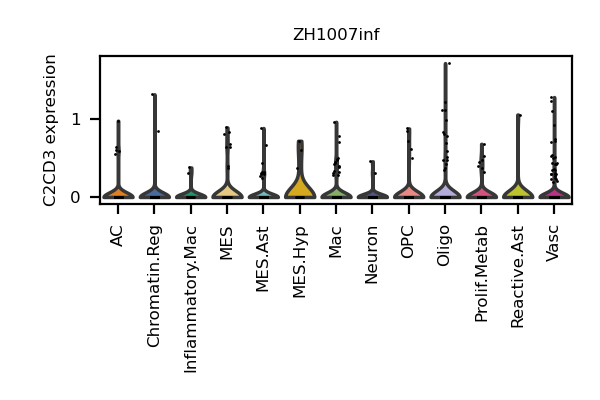 ZH1007inf
C2CD3 expression
1
0
AC
Chromatin.Reg
Inflammatory.Mac
MES
MES.Ast
MES.Hyp
Mac
Neuron
OPC
Oligo
Prolif.Metab
Reactive.Ast
Vasc